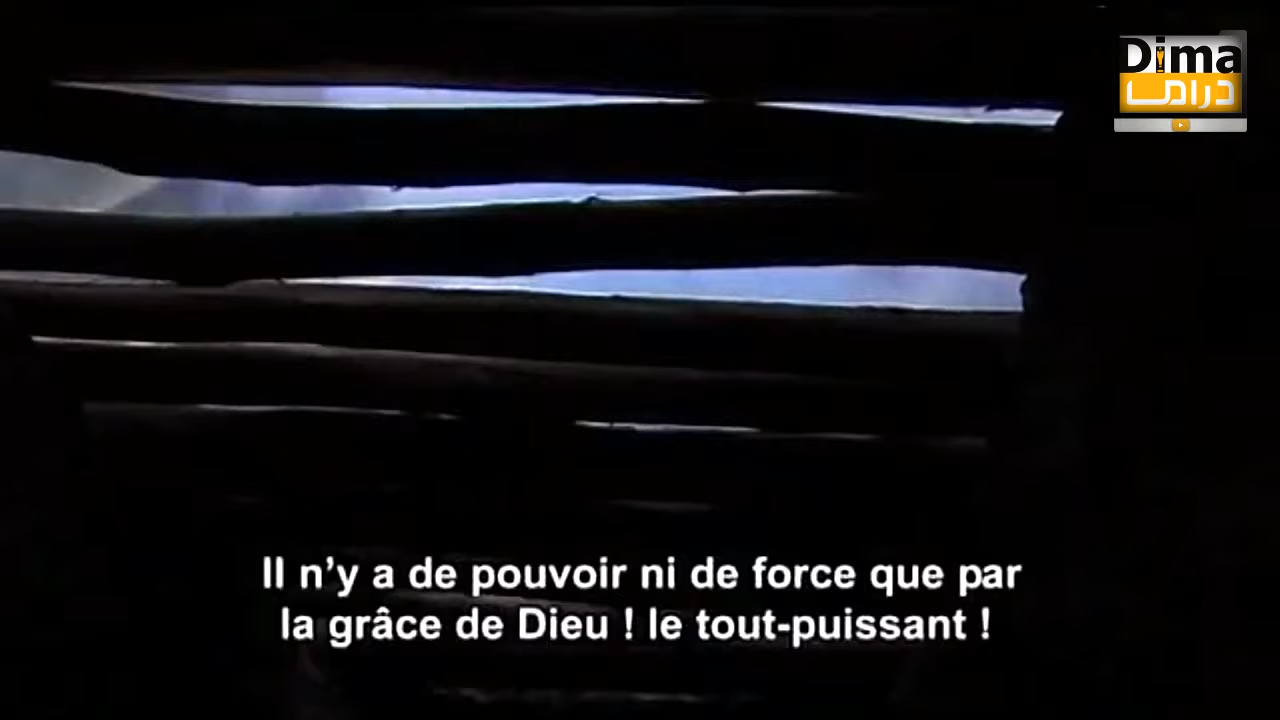 Dima
دراما
Il n’y a de pouvoir ni de force que par
la grâce de Dieu ! le tout-puissant !